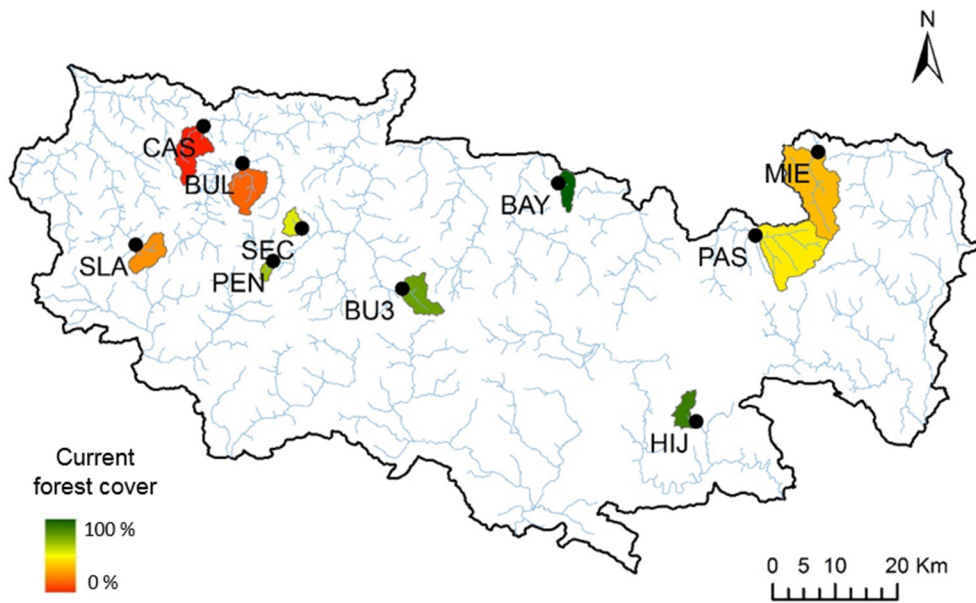 N
CAS
BUL
MIE
BAY
SEC
PAS
SLA
PEN
BU3
HIJ
Current
forest cover
100 %
0 %
0 5 10 20 Km